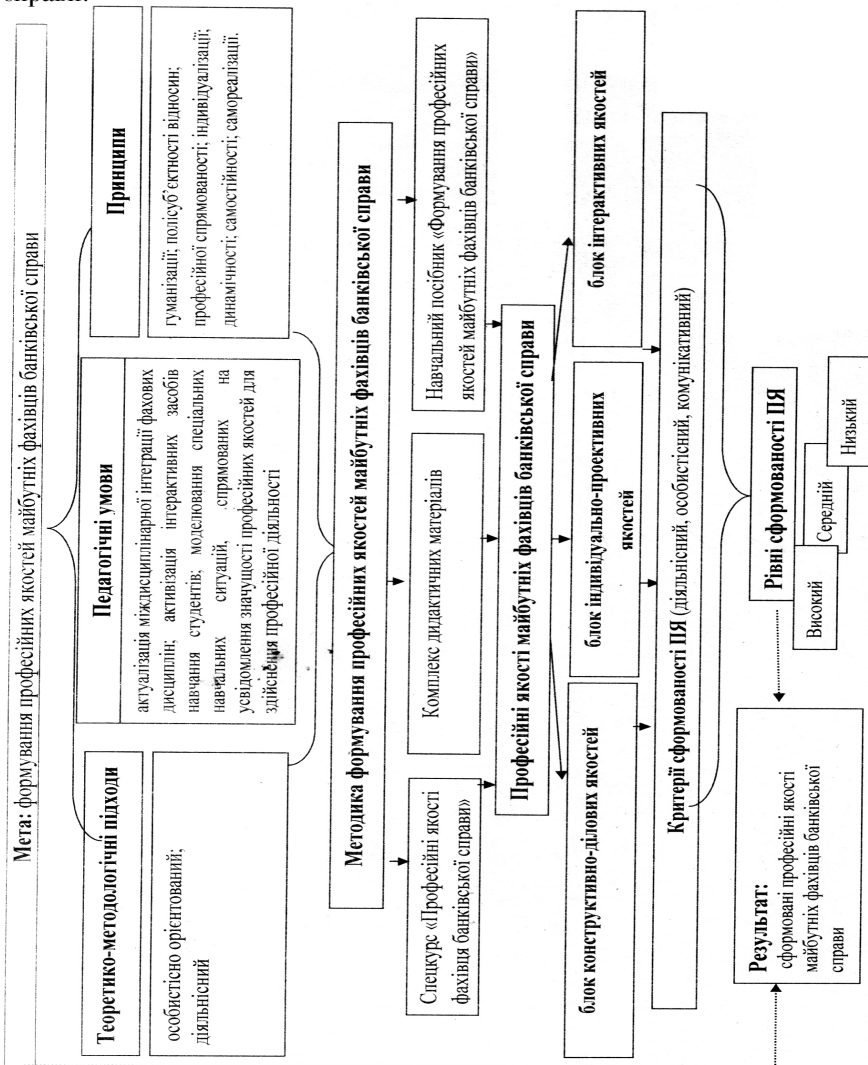 справи.
Мета: формування професійних якостей майбутніх фахівців банківської справи
Теоретико-методологічні підходи
особистісно орієнтований;
діяльнісний
Педагогічні умови
актуалізація міждисциплінарної інтеграції фахових
дисциплін; активізація інтерактивних засобів
навчання студентів; моделювання спеціальних
навчальних ситуацій, спрямованих на
усвідомлення значущості професійних якостей для
здійснення професійної діяльності
Принципи
гуманізації; полісуб'єктності відносин;
професійної спрямованості; індивідуалізації;
динамічності; самостійності; самореалізації.
Методика формування професійних якостей майбутніх фахівців банківської справи
Спецкурс «Професійні якості
фахівця банківської справи»
Комплекс дидактичних матеріалів
Навчальний посібник «Формування професійних
якостей майбутніх фахівців банківської справи»
Професійні якості майбутніх фахівців банківської справи
блок конструктивно-ділових якостей
блок індивідуально-проективних
якостей
блок інтерактивних якостей
Критерії сформованості ПЯ (діяльнісний, особистісний, комунікативний)
Рівні сформованості ПЯ
Високий
Середній
Низький
Результат:
сформовані професійні якості
майбутніх фахівців банківської
справи